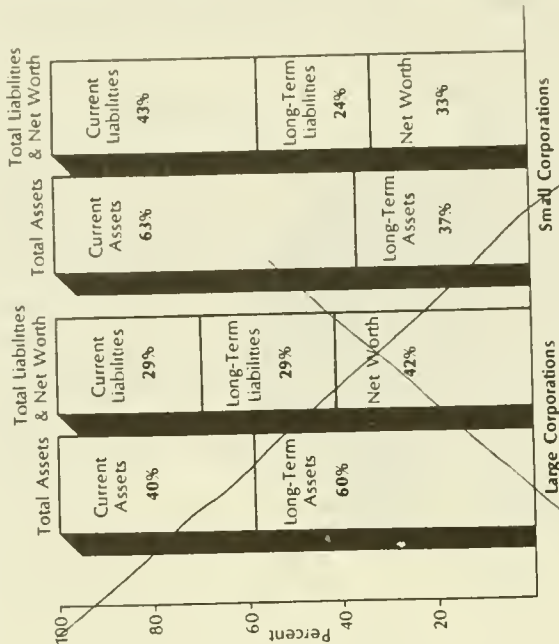 Total Assets
Total Liabilities
& Net Worth
Total Assets
Total Liabilities
& Net Worth
100
80
60
40
20
Percent
Current
Assets
40%
Long-Term
Assets
60%
Current
Liabilities
29%
Long-Term
Liabilities
29%
Net Worth
42%
Current
Assets
63%
Long-Term
Assets
37%
Current
Liabilities
43%
Long-Term
Liabilities
24%
Net Worth
33%
Large Corporations
Small Corporations